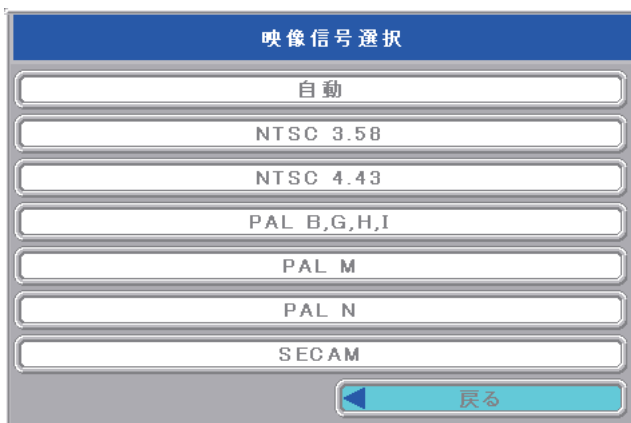 映像信号選択
自動
NTSC 3.58
NTSC 4.43
PAL B,G,H,I
PAL M
PAL N
SECAM
戻る